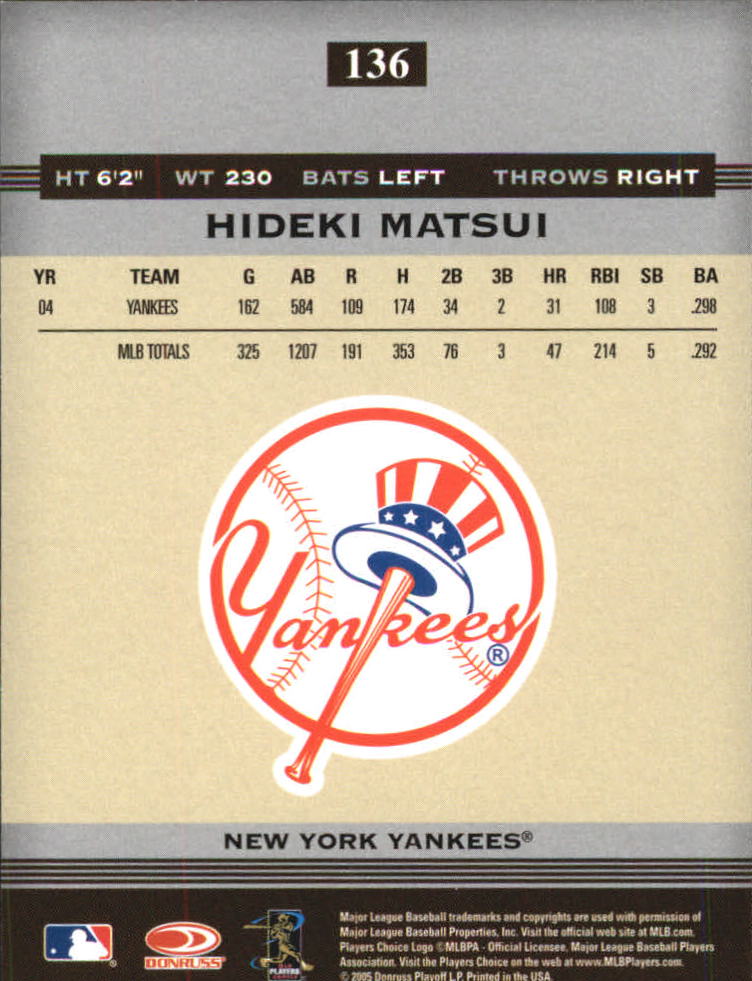 136
HT 6'2" WT 230 BATS LEFT THROWS RIGHT
HIDEKI MATSUI
YR TEAM G AB R H 2B 3B HR RBI SB BA
04 YANKEES 162 584 109 174 34 2 31 108 3 .298
MLB TOTALS 325 1207 191 353 76 3 47 214 5 .292
Yankees®
NEW YORK YANKEES®
Major League Baseball trademarks and copyrights are used with permission of
Major League Baseball Properties, Inc. Visit the official web site at MLB.com.
Players Choice Logo ©MLBPA - Official Licensee, Major League Baseball Players
Association. Visit the Players Choice on the web at www.MLBPlayers.com.
© 2005 Donruss Playoff L.P. Printed in the USA.
DONRUSS®
PLAYERS